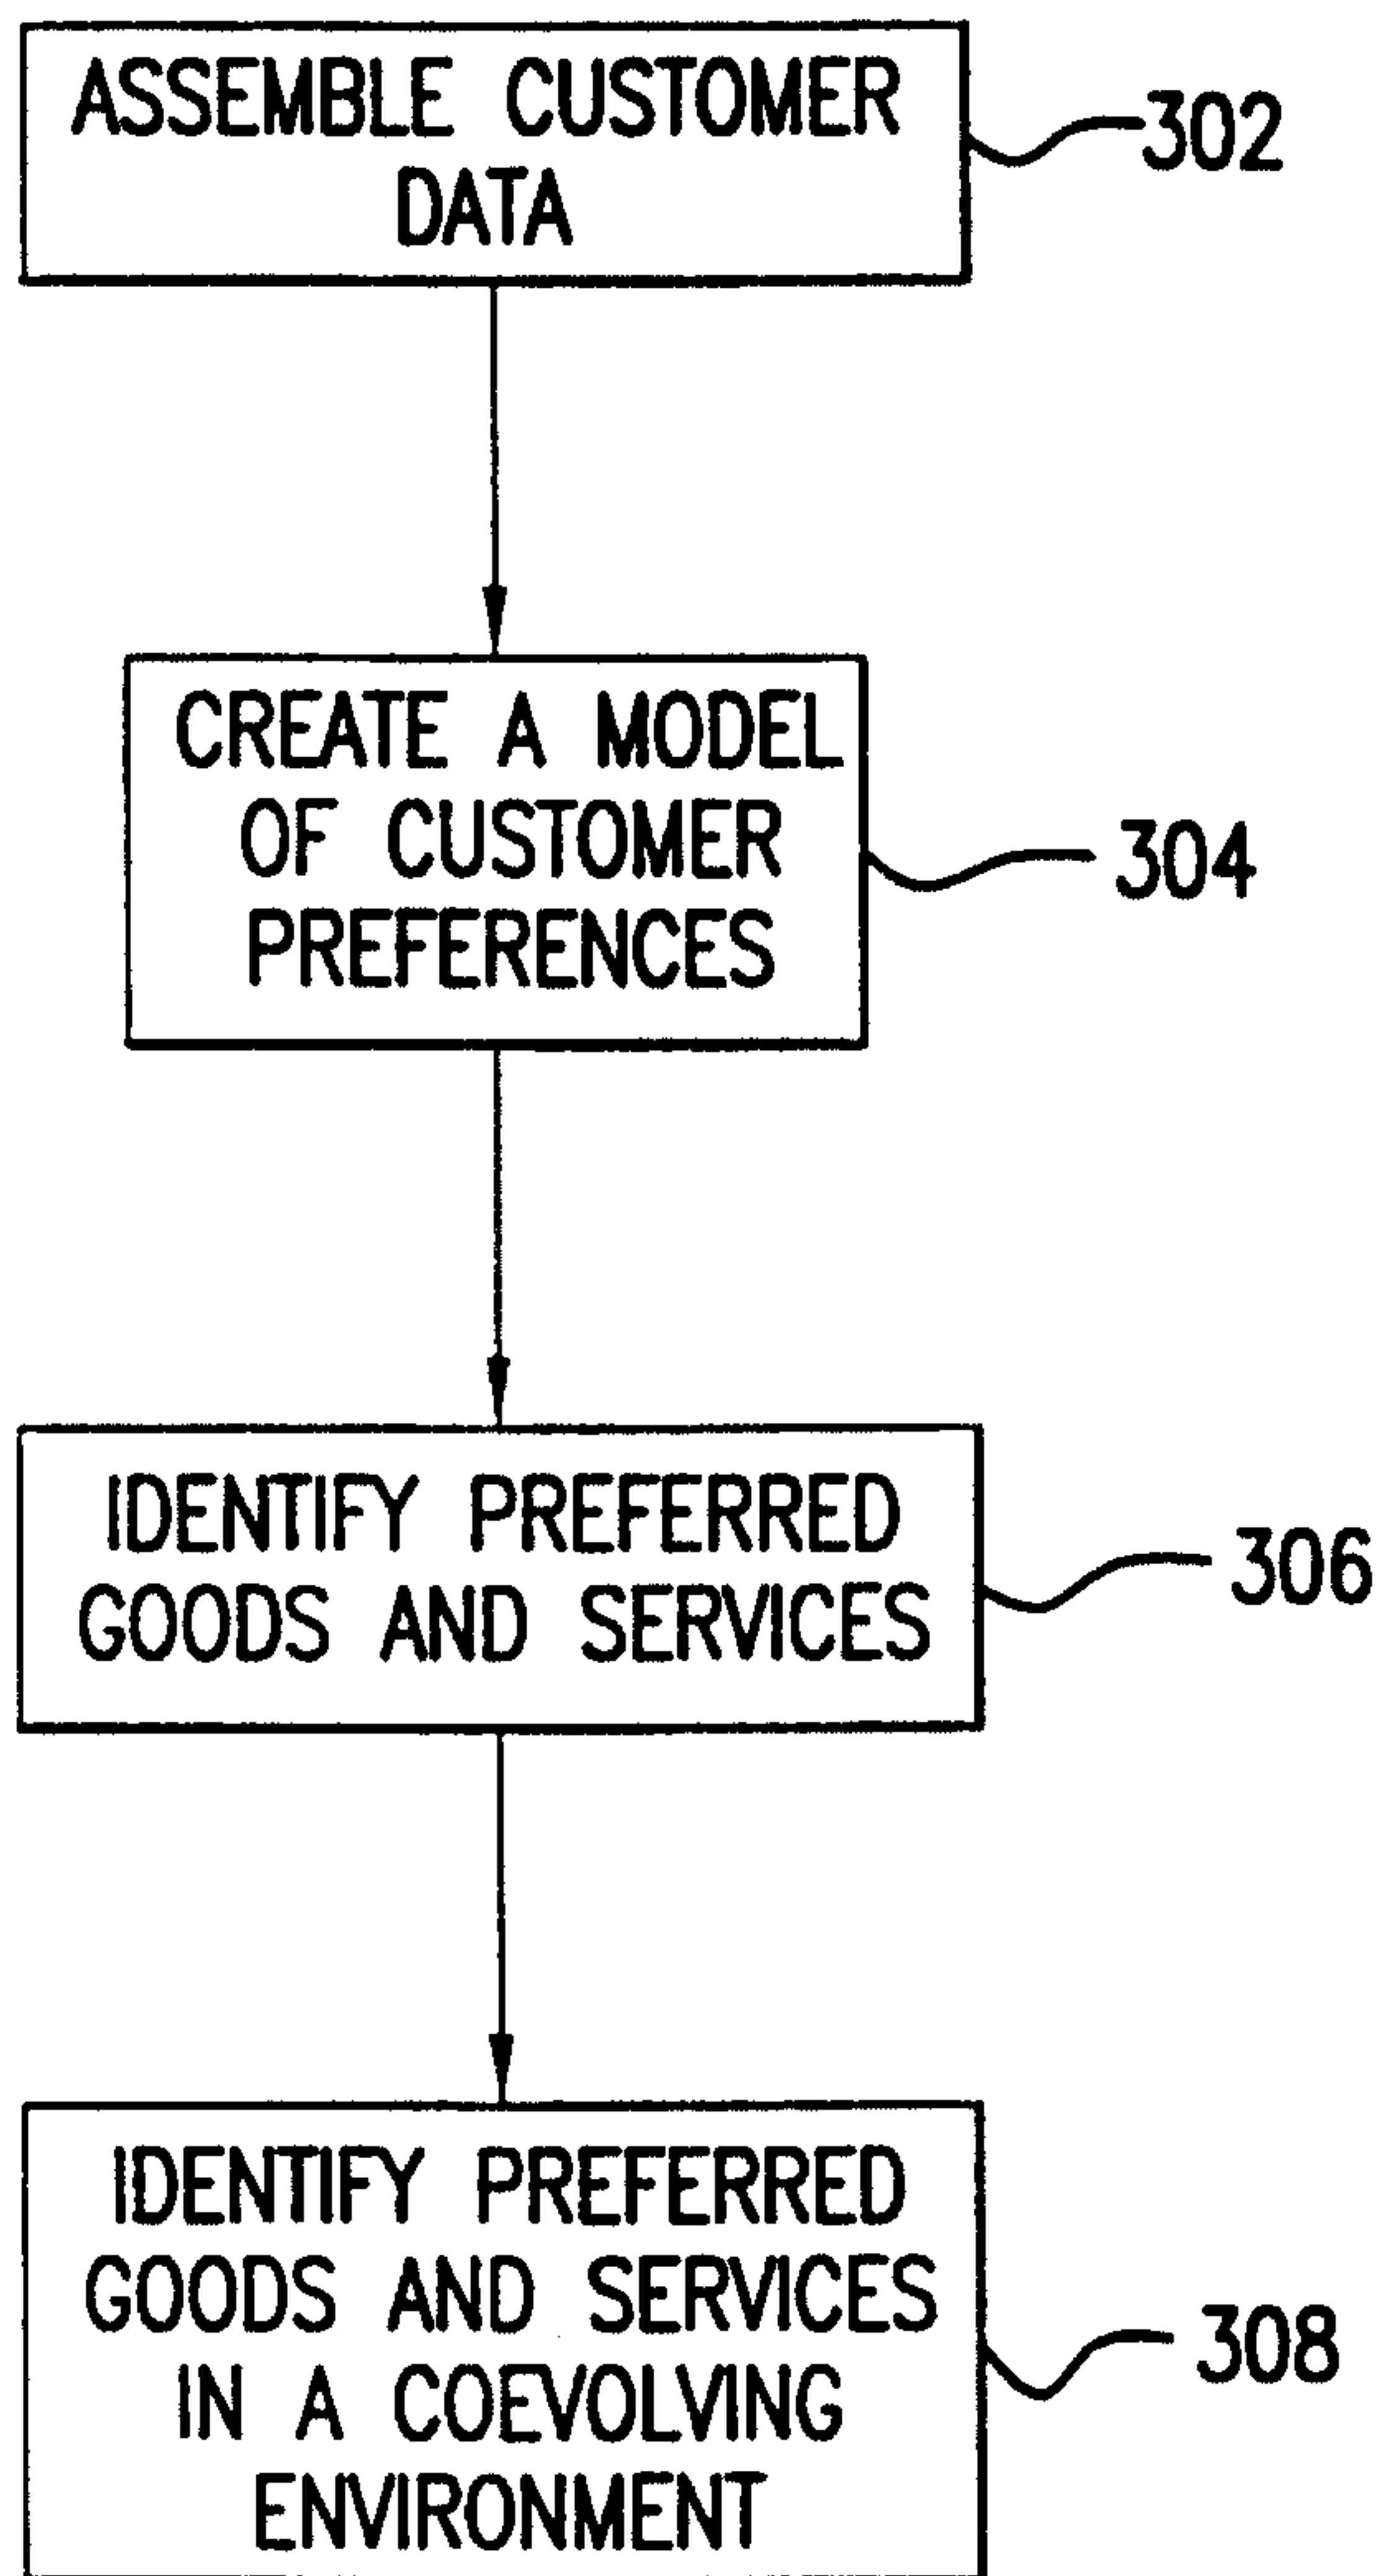 ASSEMBLE CUSTOMER
DATA
302
CREATE A MODEL
OF CUSTOMER
PREFERENCES
304
IDENTIFY PREFERRED
GOODS AND SERVICES
306
IDENTIFY PREFERRED
GOODS AND SERVICES
IN A COEVOLVING
ENVIRONMENT
308